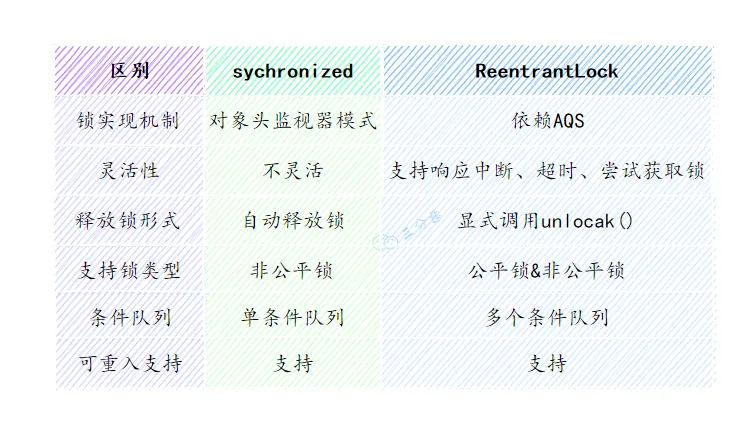 区别 sychronized ReentrantLock
锁实现机制 对象头监视器模式 依赖AQS
灵活性 不灵活 支持响应中断、超时、尝试获取锁
释放锁形式 自动释放锁 显式调用unlocak()
支持锁类型 非公平锁 公平锁&非公平锁
条件队列 单条件队列 多个条件队列
可重入支持 支持 支持
三分恶